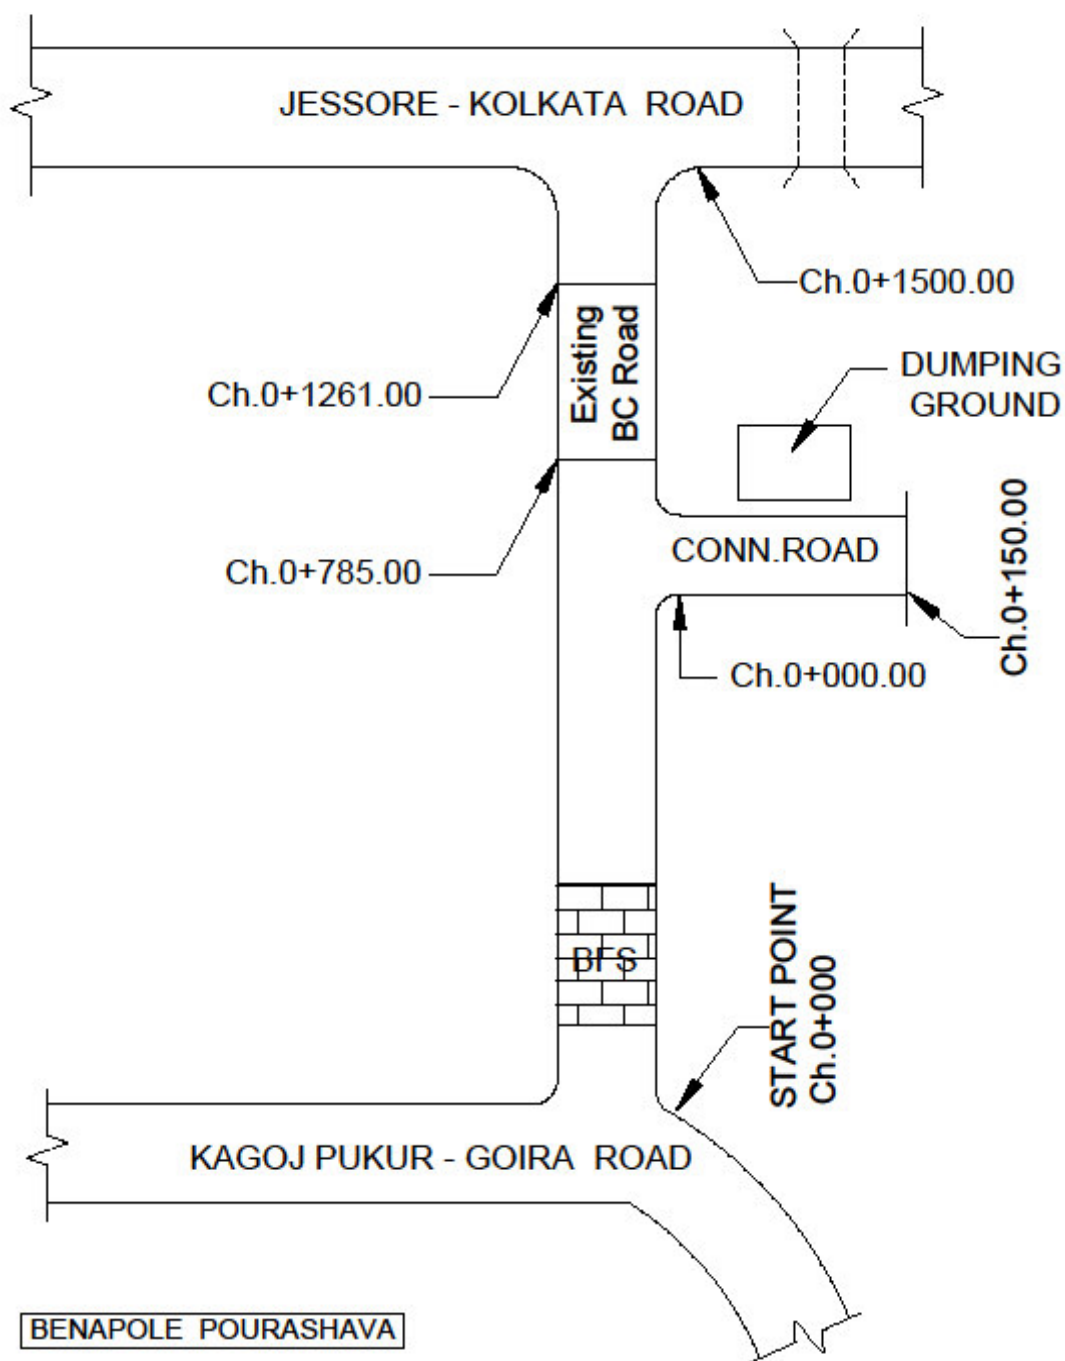 JESSORE - KOLKATA ROAD
Ch.0+1500.00
Existing
BC Road
DUMPING
GROUND
Ch.0+1261.00
Ch.0+785.00
CONN.ROAD
Ch.0+150.00
Ch.0+000.00
START POINT
Ch.0+000
BFS
KAGOJ PUKUR - GOIRA ROAD
BENAPOLE POURASHAVA